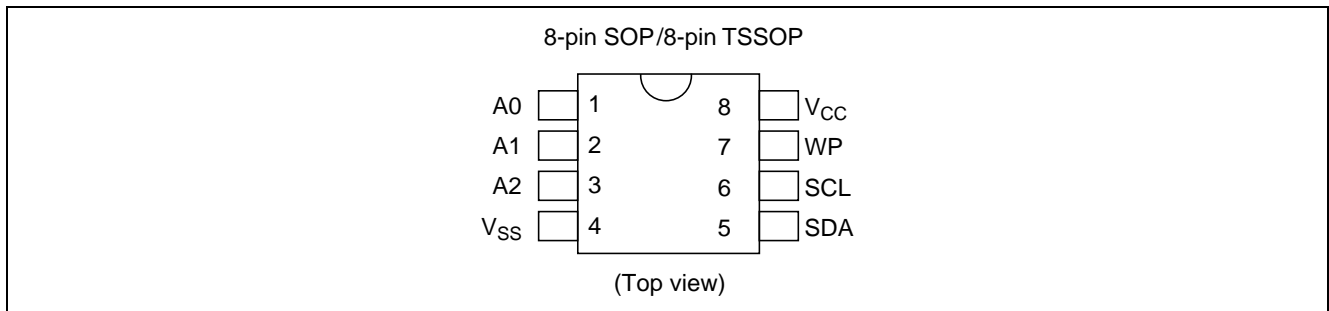 8-pin SOP/8-pin TSSOP
A0 1 8 VCC
A1 2 7 WP
A2 3 6 SCL
VSS 4 5 SDA
(Top view)